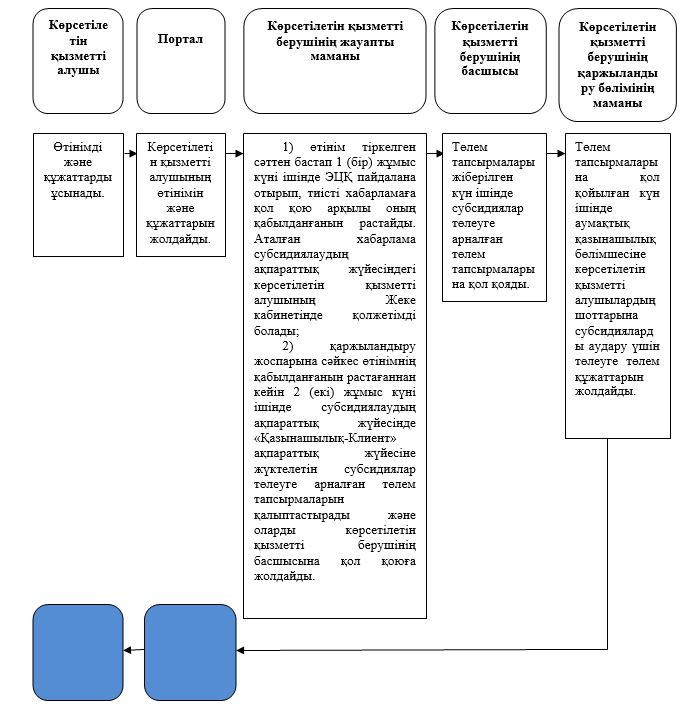 Көрсетіле
тін
қызметті
алушы
Портал
Көрсетілетін қызметті
берушінің жауапты
маманы
Көрсетілетін
қызметті
берушінің
басшысы
Көрсетілетін
қызметті
берушінің
қаржыланды
ру бөлімінің
маманы
Өтінімді
және
құжаттарды
ұсынады.
Көрсетілеті
н қызметті
алушының
өтінімін
және
құжаттарын
жолдайды.
1) өтінім тіркелген
сәттен бастап 1 (бір) жұмыс
күні ішінде ЭЦҚ пайдалана
отырып, тиісті хабарламаға
қол қою арқылы оның
қабылданғанын растайды.
Аталған хабарлама
субсидиялаудың
ақпараттық жүйесіндегі
көрсетілетін қызметті
алушының Жеке
кабинетінде қолжетімді
болады;
2) қаржыландыру
жоспарына сәйкес өтінімнің
қабылданғанын растағаннан
кейін 2 (екі) жұмыс күні
ішінде субсидиялаудың
ақпараттық жүйесінде
«Қазынашылық-Клиент»
ақпараттық жүйесіне
жүктелетін субсидиялар
төлеуге арналған төлем
тапсырмаларын
қалыптастырады және
оларды көрсетілетін
қызметті берушінің
басшысына қол қоюға
жолдайды.
Төлем
тапсырмалары
жіберілген
күн ішінде
субсидиялар
төлеуге
арналған
төлем
тапсырмалары
на қол қояды.
Төлем
тапсырмалары
на қол
қойылған күн
ішінде
аумақтық
қазынашылық
бөлімшесіне
көрсетілетін
қызметті
алушылардың
шоттарына
субсидиялард
ы аудару үшін
төлеуге төлем
құжаттарын
жолдайды.